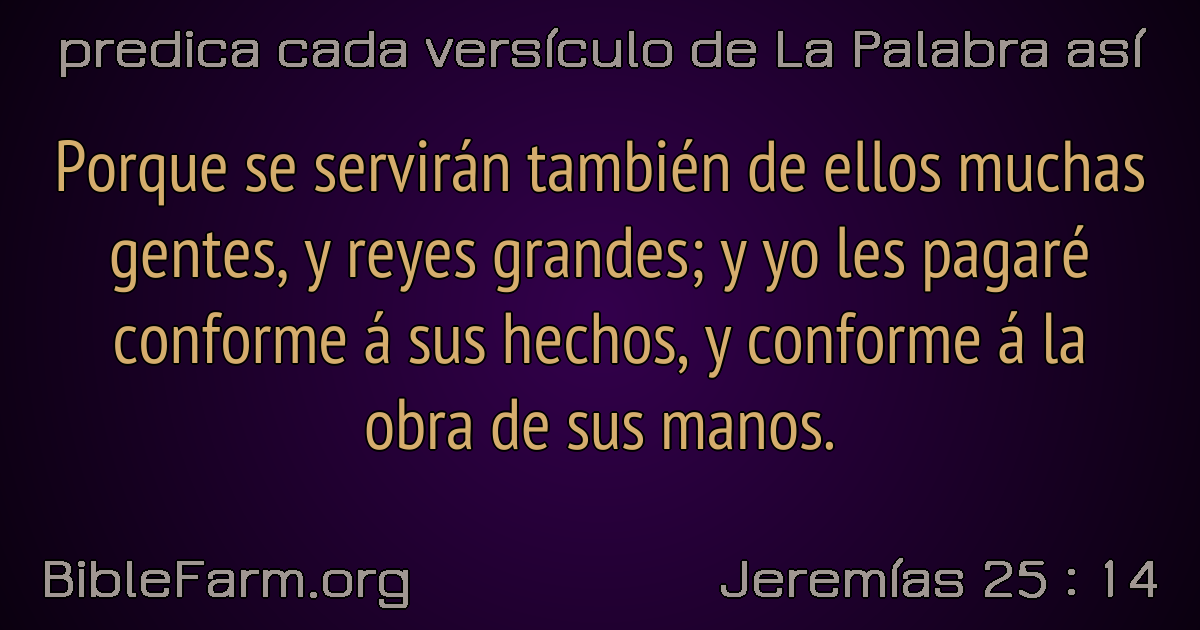 predica cada versículo de La Palabra así
Porque se servirán también de ellos muchas
gentes, y reyes grandes; y yo les pagaré
conforme á sus hechos, y conforme á la
obra de sus manos.
BibleFarm.org
Jeremías 25 : 14